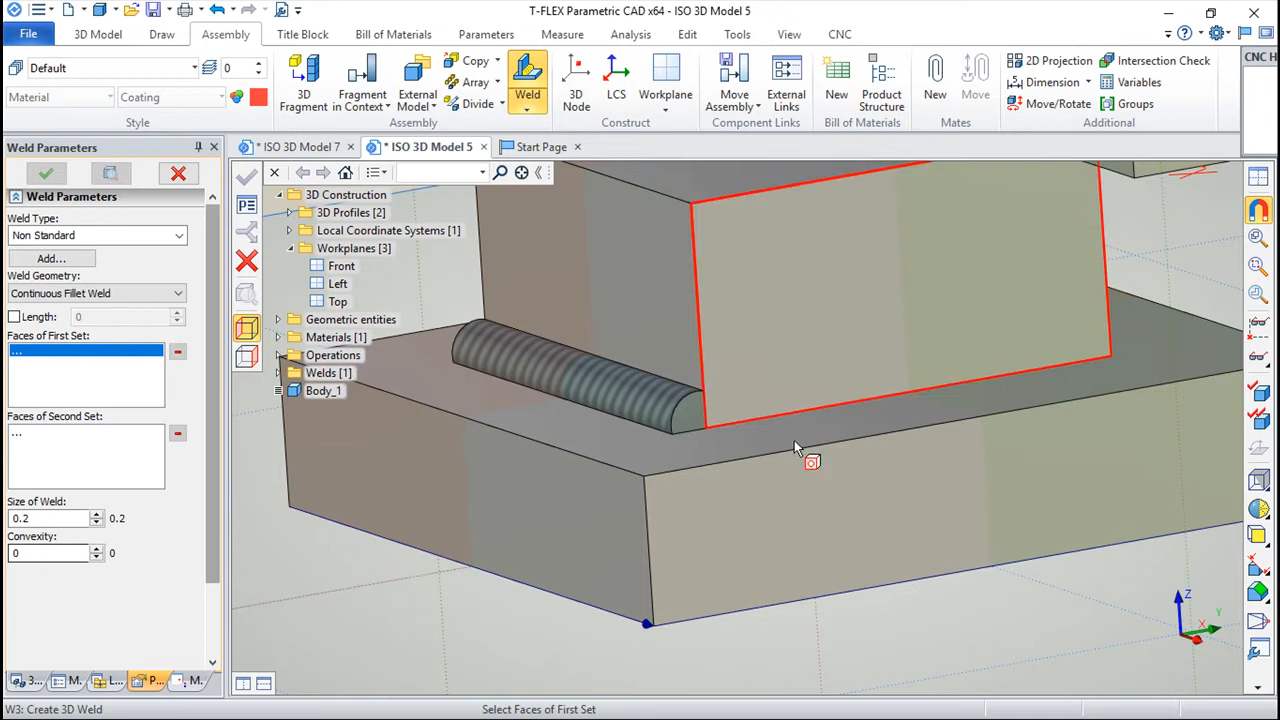 T-FLEX Parametric CAD x64 - ISO 3D Model 5
File
3D Model
Draw
Assembly
Title Block
Bill of Materials
Parameters
Measure
Analysis
Edit
Tools
View
CNC
Default
0
Material
Coating
Style
3D Fragment
Fragment in Context
External Model
Copy
Array
Divide
Weld
Assembly
3D Node
LCS
Workplane
Construct
Move Assembly
External Links
Component Links
New
Product Structure
Bill of Materials
New
Move
Mates
2D Projection
Intersection Check
Dimension
Variables
Move/Rotate
Groups
Additional
CNC H
Weld Parameters
* ISO 3D Model 7
* ISO 3D Model 5
Start Page
Weld Parameters
Weld Type:
Non Standard
Add...
Weld Geometry:
Continuous Fillet Weld
Length:
0
Faces of First Set:
...
Faces of Second Set:
...
Size of Weld:
0.2
0.2
Convexity:
0
0
3D Construction
3D Profiles [2]
Local Coordinate Systems [1]
Workplanes [3]
Front
Left
Top
Geometric entities
Materials [1]
Operations
Welds [1]
Body_1
Z
Y
X
3...
M...
L...
P...
M...
W3: Create 3D Weld
Select Faces of First Set